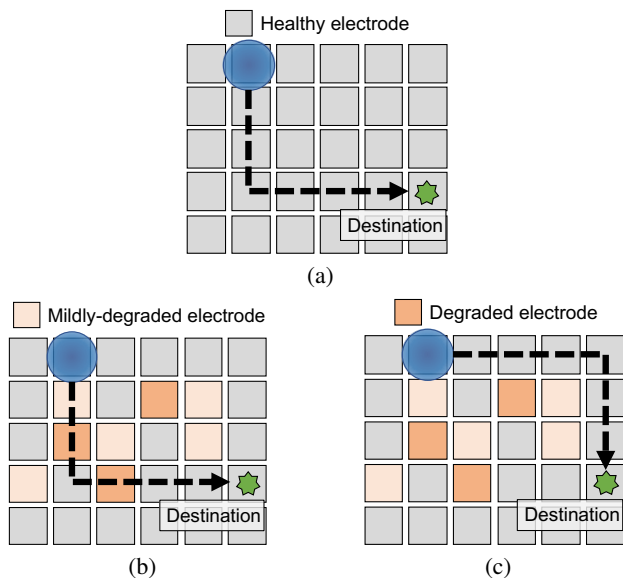 Healthy electrode
Destination
(a)
Mildly-degraded electrode
Destination
(b)
Degraded electrode
Destination
(c)